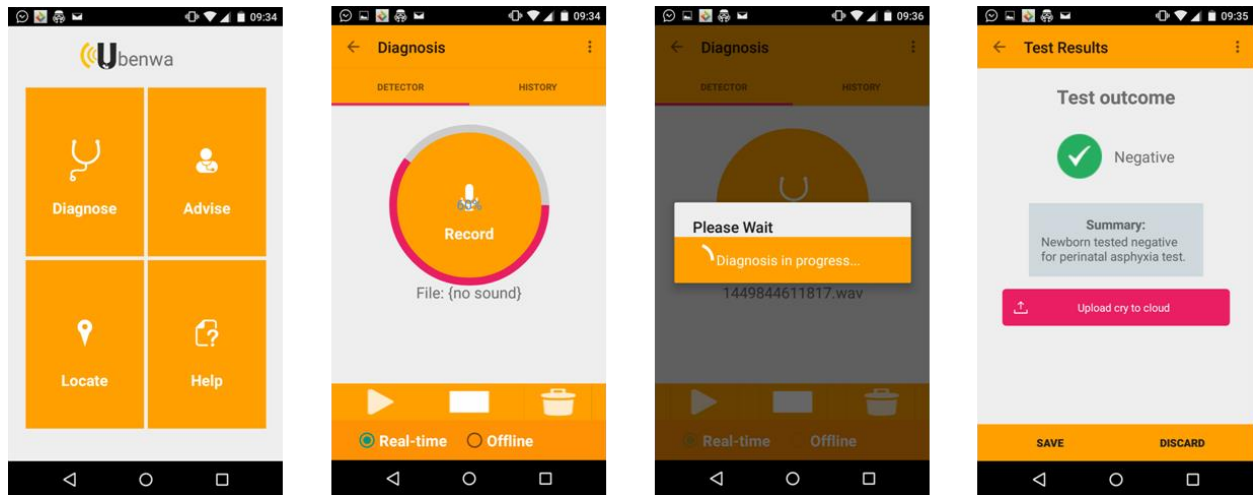 09:34
Ubenwa
Diagnose
Advise
Locate
Help
09:34
Diagnosis
DETECTOR
HISTORY
Record
File: {no sound}
Real-time
Offline
09:36
Diagnosis
DETECTOR
HISTORY
Please Wait
Diagnosis in progress...
1449844611817.wav
Real-time
Offline
09:35
Test Results
Test outcome
Negative
Summary:
Newborn tested negative
for perinatal asphyxia test.
Upload cry to cloud
SAVE
DISCARD